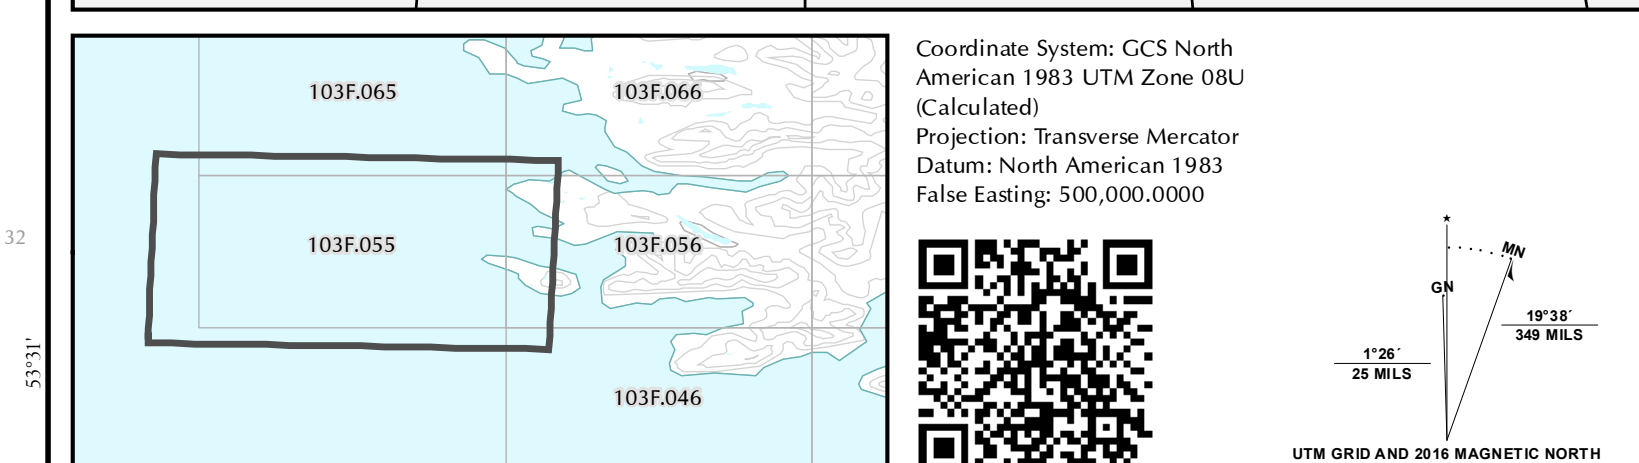 103F.065
103F.066
103F.055
103F.056
103F.046
32
53°31'
Coordinate System: GCS North
American 1983 UTM Zone 08U
(Calculated)
Projection: Transverse Mercator
Datum: North American 1983
False Easting: 500,000.0000
MN
GN
19°38´
349 MILS
1°26´
25 MILS
UTM GRID AND 2016 MAGNETIC NORTH